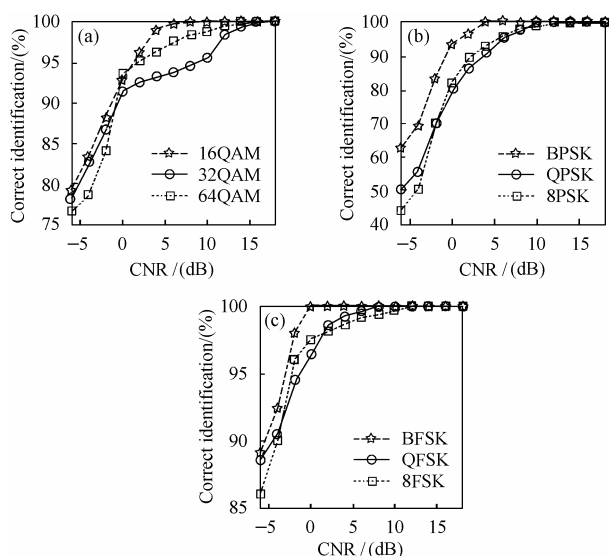 (a)
Correct identification/(%)
100
95
90
85
80
75
16QAM
32QAM
64QAM
−5 0 5 10 15
CNR /(dB)
(b)
Correct identification/(%)
100
90
80
70
60
50
40
BPSK
QPSK
8PSK
−5 0 5 10 15
CNR /(dB)
(c)
Correct identification/(%)
100
95
90
85
BFSK
QFSK
8FSK
−5 0 5 10 15
CNR /(dB)